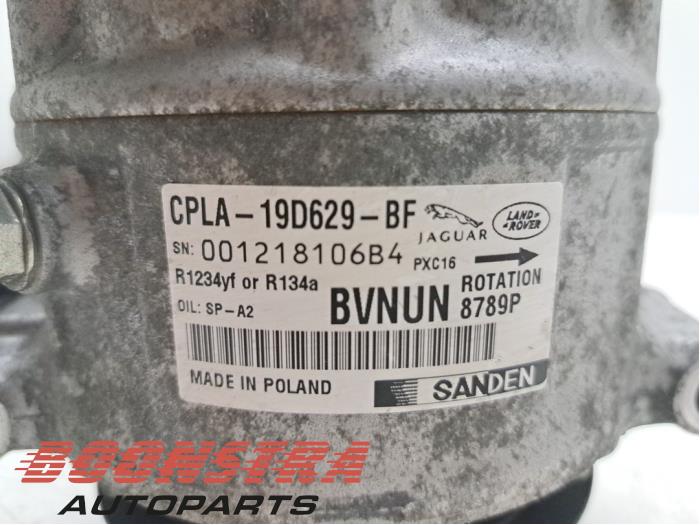 CPLA-19D629-BF
JAGUAR
LAND ROVER
SN: 001218106B4
PXC16
R1234yf or R134a
ROTATION
OIL: SP-A2
BVNUN 8789P
MADE IN POLAND
SANDEN
BOONSTRA
AUTOPARTS